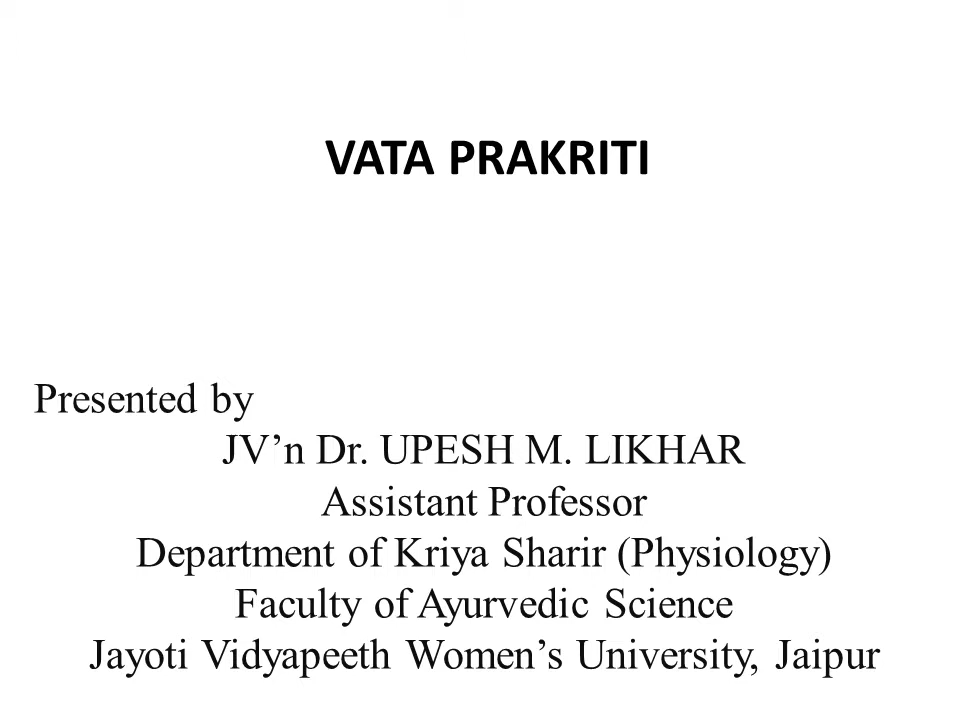 VATA PRAKRITI
Presented by
JV’n Dr. UPESH M. LIKHAR
Assistant Professor
Department of Kriya Sharir (Physiology)
Faculty of Ayurvedic Science
Jayoti Vidyapeeth Women’s University, Jaipur